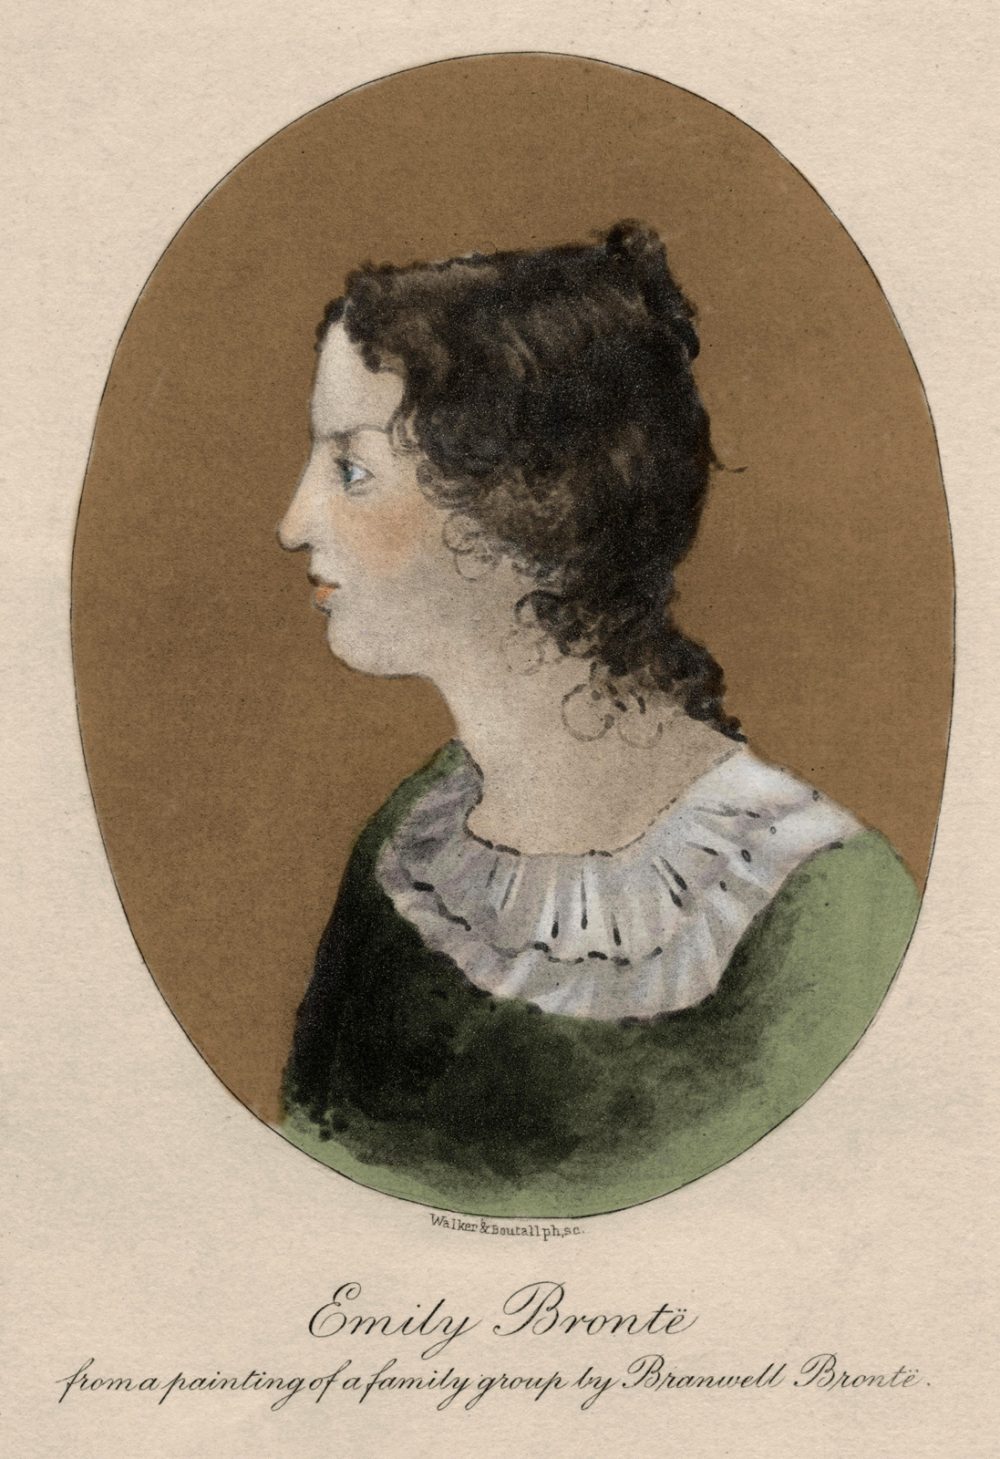 Walker & Boutall ph, sc.
Emily Brontë
from a painting of a family group by Branwell Brontë.